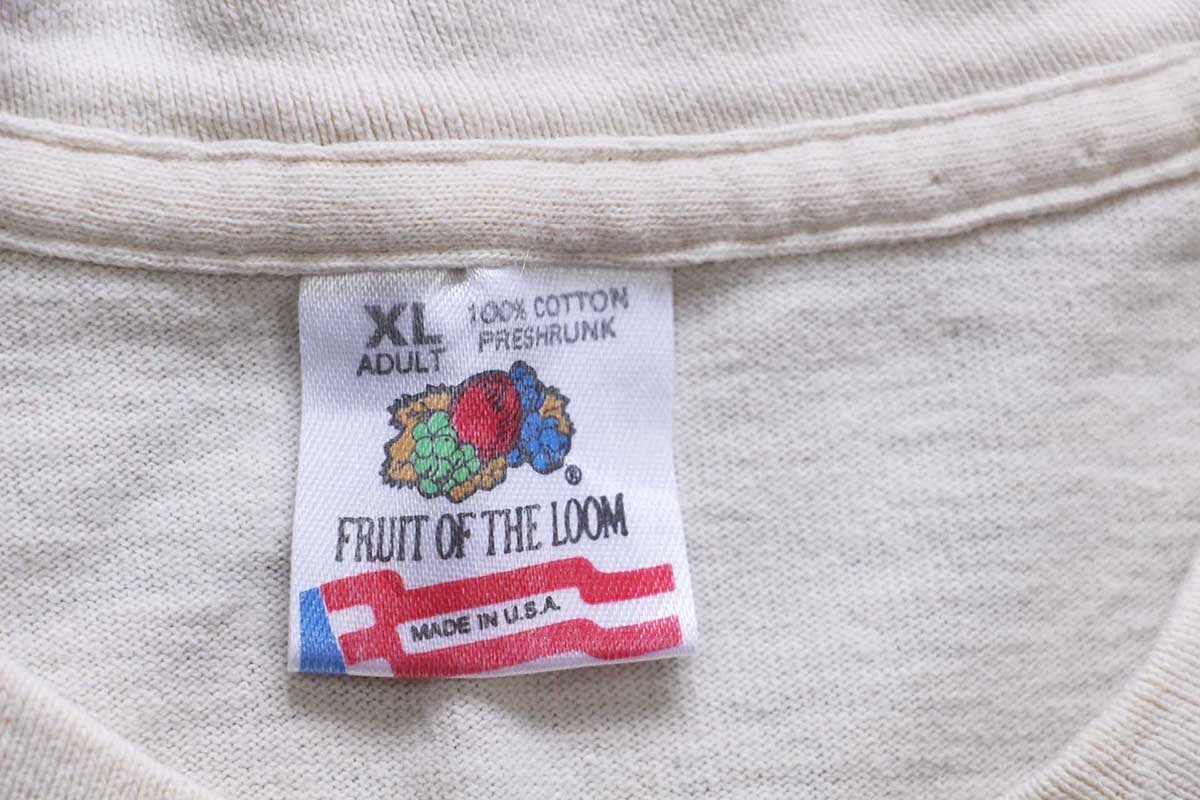 XL
ADULT
100% COTTON
PRESHRUNK
®
FRUIT OF THE LOOM
MADE IN U.S.A.